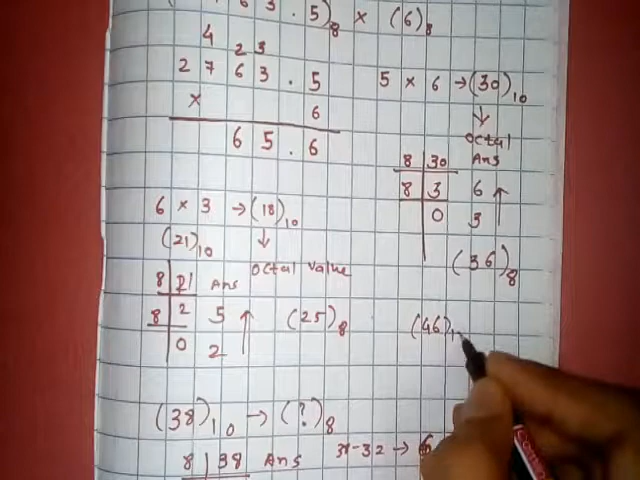 6 3 . 5)8 × (6)8
4 2 3
2 7 6 3 . 5
× 6
6 5 . 6
5 × 6 → (30)10
↓
Octal
8 | 30 Ans
8 | 3 6 ↑
0 3
(36)8
6 × 3 → (18)10
(21)10 ↓
Octal Value
8 | 21 Ans
8 | 2 5 ↑ (25)8
0 2
(46)1
(38)10 → (?)8
8 | 38 Ans 38-32 → 6